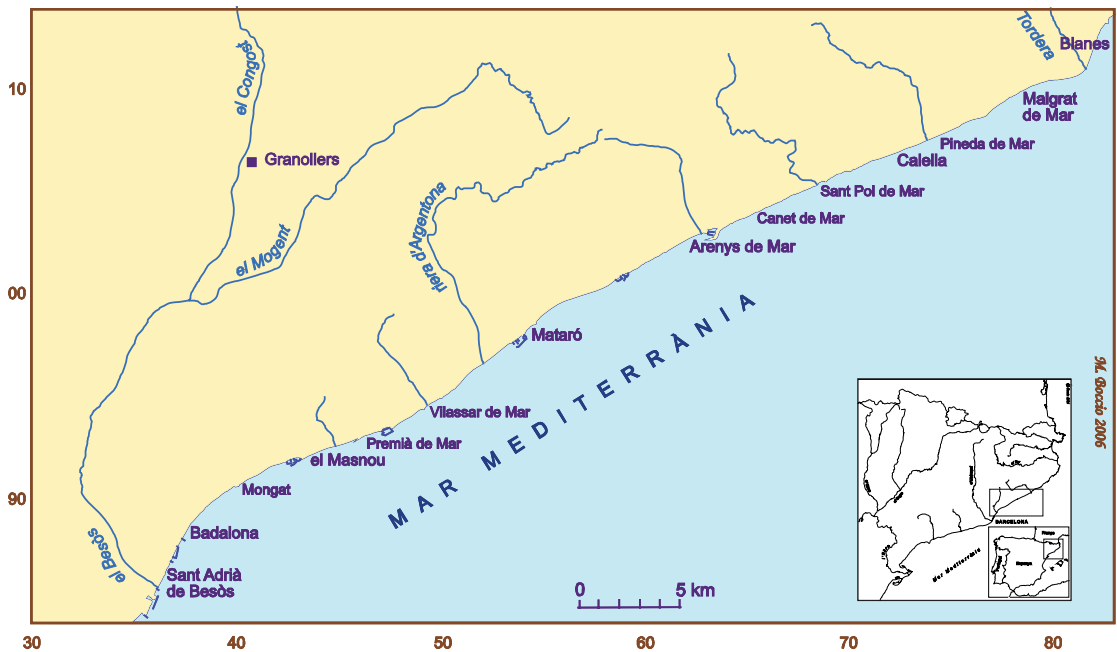 Tordera
Blanes
el Congost
10
Malgrat
de Mar
Pineda de Mar
Granollers
Calella
Sant Pol de Mar
riera d'Argentona
Canet de Mar
el Mogent
Arenys de Mar
00
Mataró
MAR MEDITERRÀNIA
M. Boccio 2006
Vilassar de Mar
Premià de Mar
el Masnou
Mongat
90
BARCELONA
Badalona
el Besòs
Sant Adrià
de Besòs
Mar Mediterrània
0 5 km
30 40 50 60 70 80